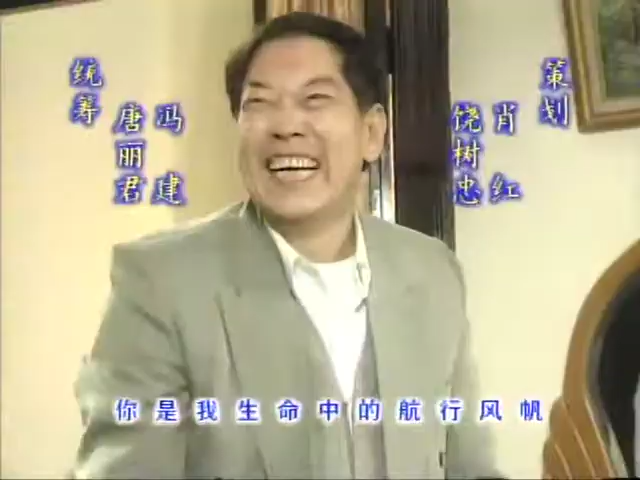 策划
肖红
饶树忠
冯建
唐丽君
统筹
你是我生命中的航行风帆